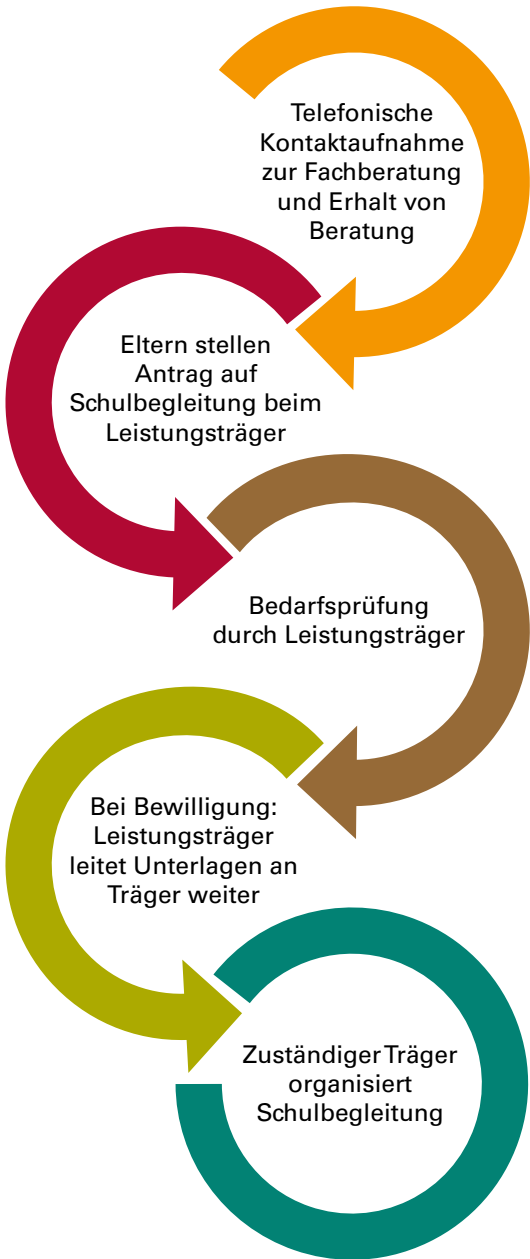 Telefonische
Kontaktaufnahme
zur Fachberatung
und Erhalt von
Beratung
Eltern stellen
Antrag auf
Schulbegleitung beim
Leistungsträger
Bedarfsprüfung
durch Leistungsträger
Bei Bewilligung:
Leistungsträger
leitet Unterlagen an
Träger weiter
Zuständiger Träger
organisiert
Schulbegleitung